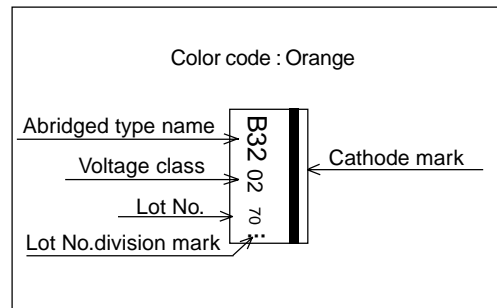 Color code : Orange
Abridged type name
Voltage class
Lot No.
Lot No.division mark
B32 02 70 ...
Cathode mark